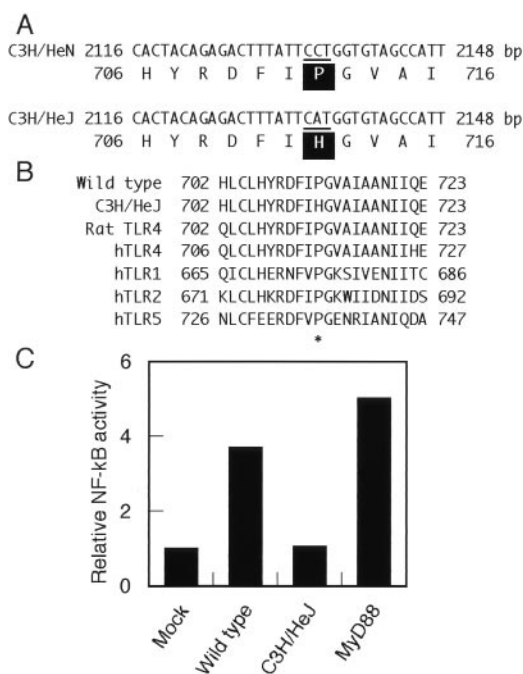 A
C3H/HeN 2116 CACTACAGAGACTTTATTCCTGGTGTAGCCATT 2148 bp
706 H Y R D F I P G V A I 716
C3H/HeJ 2116 CACTACAGAGACTTTATTCATGGTGTAGCCATT 2148 bp
706 H Y R D F I H G V A I 716
B
Wild type 702 HLCLHYRDFIPGVAIAANIIQE 723
C3H/HeJ 702 HLCLHYRDFIHGVAIAANIIQE 723
Rat TLR4 702 QLCLHYRDFIPGVAIAANIIQE 723
hTLR4 706 QLCLHYRDFIPGVAIAANIIHE 727
hTLR1 665 QICLHERNFVPGKSIVENIITC 686
hTLR2 671 KLCLHKRDFIPGKWIIDNIIDS 692
hTLR5 726 NLCFEERDFVPGENRIANIQDA 747
*
C
Relative NF-kB activity
6
4
2
0
Mock
Wild type
C3H/HeJ
MyD88